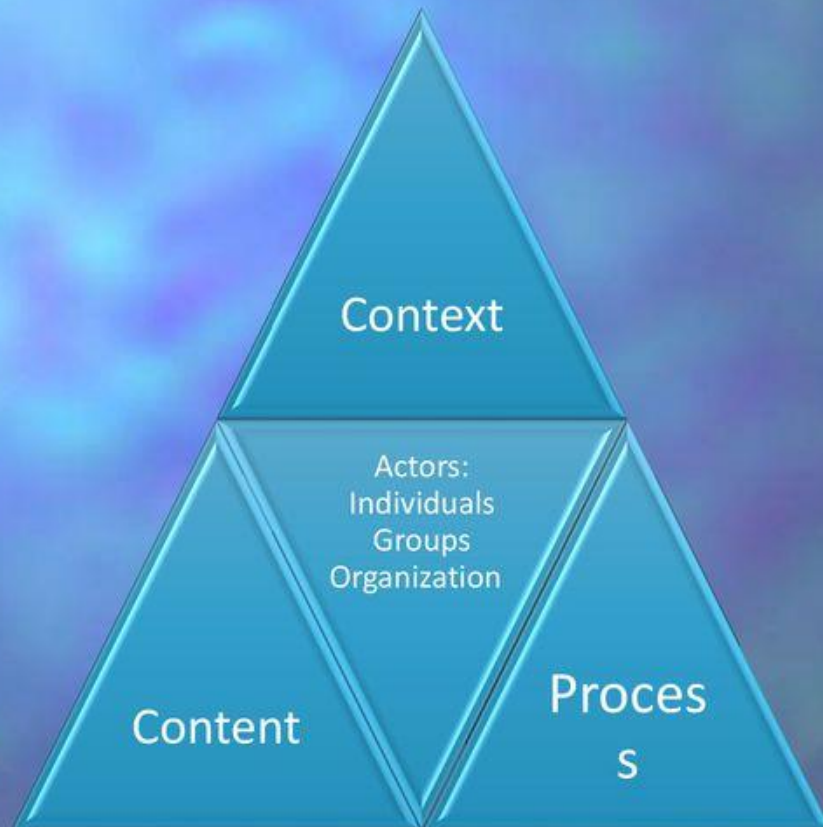 Context
Actors:
Individuals
Groups
Organization
Content
Proces
s